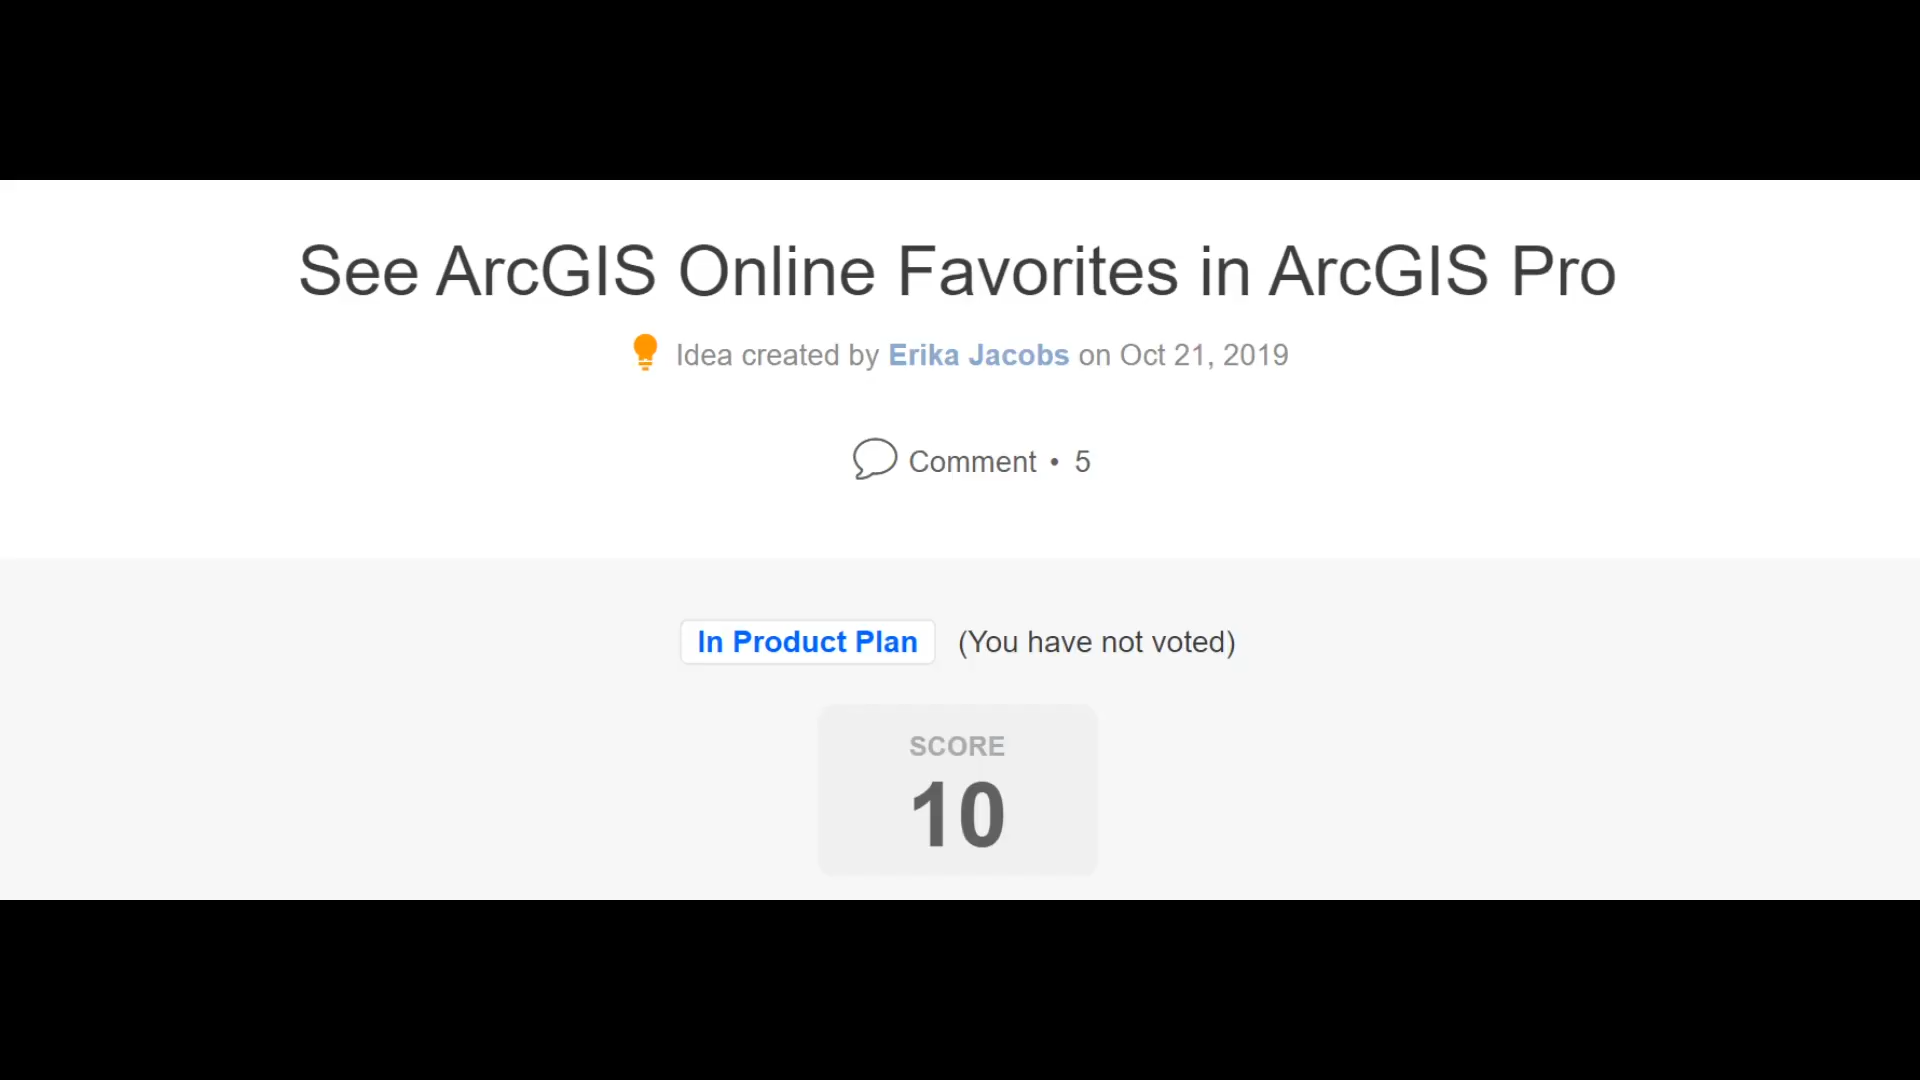 See ArcGIS Online Favorites in ArcGIS Pro
Idea created by Erika Jacobs on Oct 21, 2019
Comment • 5
In Product Plan (You have not voted)
SCORE
10